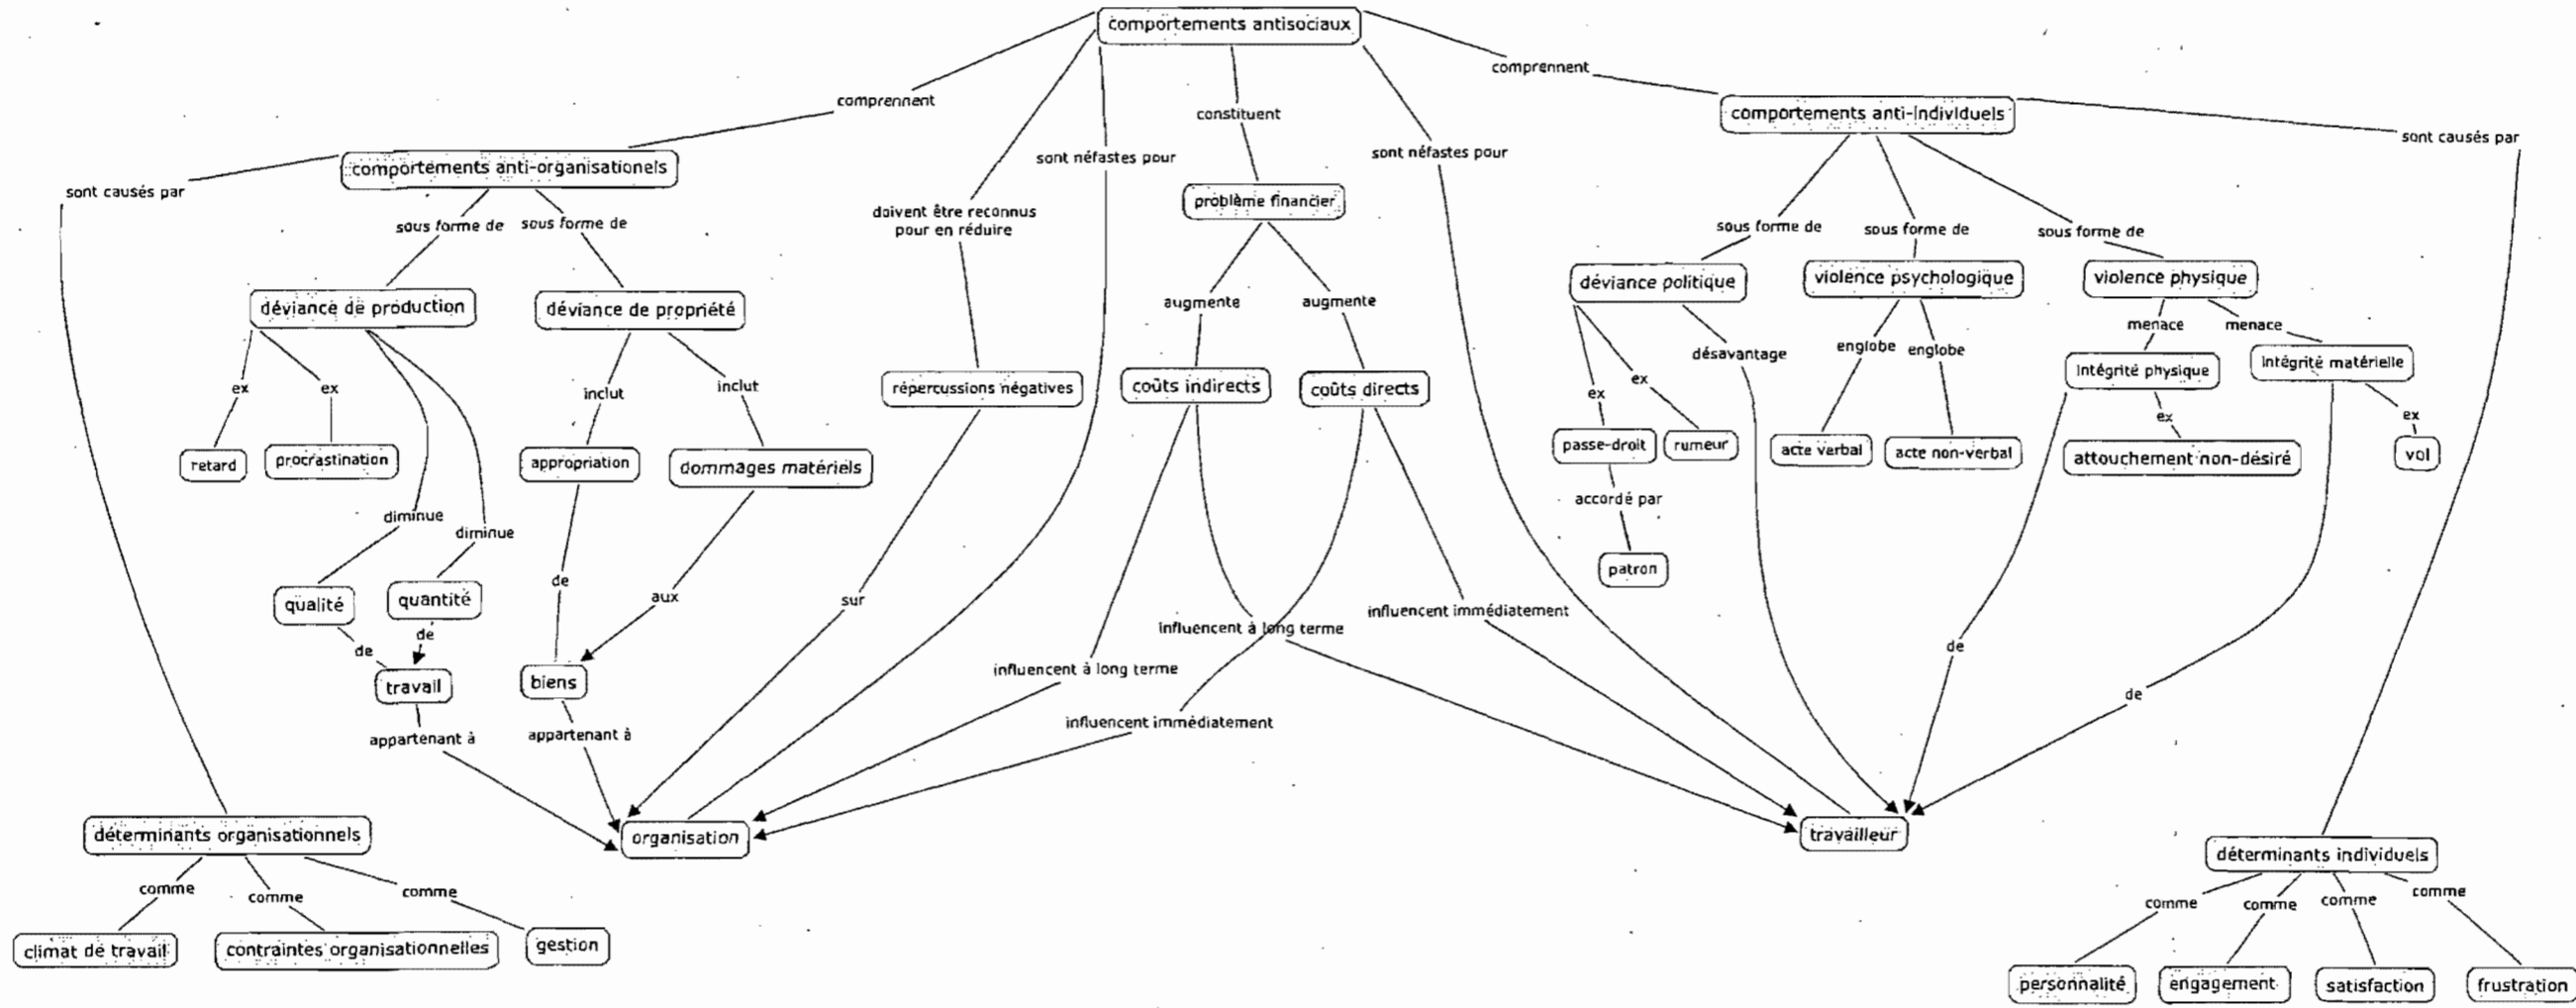 comportements antisociaux
comprennent
comprennent
constituent
comportements anti-organisationels
comportements anti-individuels
sont causés par
sont néfastes pour
sont néfastes pour
sont causés par
doivent être reconnus
pour en réduire
problème financier
sous forme de
sous forme de
sous forme de
sous forme de
sous forme de
déviance de production
déviance de propriété
augmente
augmente
déviance politique
violence psychologique
violence physique
menace
menace
ex
ex
inclut
inclut
répercussions négatives
coûts indirects
coûts directs
désavantage
ex
ex
englobe
englobe
Intégrité physique
Intégrité matérielle
ex
ex
retard
procrastination
appropriation
dommages matériels
passe-droit
rumeur
acte verbal
acte non-verbal
attouchement non-désiré
vol
accordé par
patron
diminue
diminue
qualité
quantité
de
de
de
aux
sur
travail
biens
influencent à long terme
influencent immédiatement
influencent à long terme
influencent immédiatement
de
de
appartenant à
appartenant à
déterminants organisationnels
organisation
travailleur
déterminants individuels
comme
comme
comme
comme
comme
comme
comme
climat de travail
contraintes organisationnelles
gestion
personnalité
engagement
satisfaction
frustration